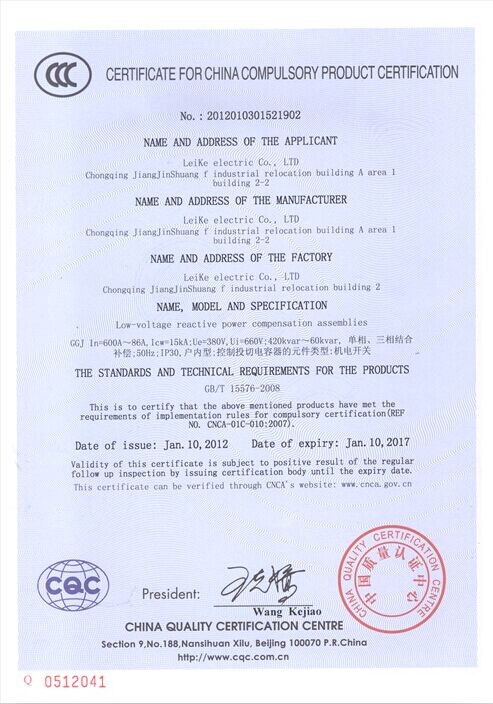 CCC
CERTIFICATE FOR CHINA COMPULSORY PRODUCT CERTIFICATION
No.: 2012010301521902
NAME AND ADDRESS OF THE APPLICANT
LeiKe electric Co., LTD
Chongqing JiangJinShuang f industrial relocation building A area 1
building 2-2
NAME AND ADDRESS OF THE MANUFACTURER
LeiKe electric Co., LTD
Chongqing JiangJinShuang f industrial relocation building A area 1
building 2-2
NAME AND ADDRESS OF THE FACTORY
LeiKe electric Co., LTD
Chongqing JiangJinShuang f industrial relocation building 2
NAME, MODEL AND SPECIFICATION
Low-voltage reactive power compensation assemblies
GGJ In=600A～86A,Icw=15kA;Ue=380V,Ui=660V;420kvar～60kvar, 单相、三相结合
补偿;50Hz;IP30,户内型;控制投切电容器的元件类型:机电开关
THE STANDARDS AND TECHNICAL REQUIREMENTS FOR THE PRODUCTS
GB/T 15576-2008
This is to certify that the above mentioned products have met the
requirements of implementation rules for compulsory certification(REF
NO. CNCA-01C-010:2007).
Date of issue: Jan.10,2012 Date of expiry: Jan.10,2017
Validity of this certificate is subject to positive result of the regular
follow up inspection by issuing certification body until the expiry date.
This certificate can be verified through CNCA's website: www.cnca.gov.cn
CQC
President:
Wang Kejiao
CHINA QUALITY CERTIFICATION CENTRE
中国质量认证中心
CHINA QUALITY CERTIFICATION CENTRE
Section 9,No.188,Nansihuan Xilu, Beijing 100070 P.R.China
http://www.cqc.com.cn
Q 0512041